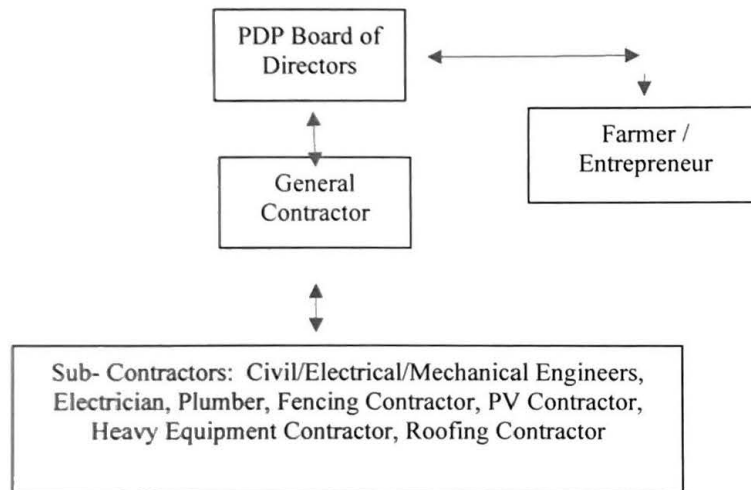 PDP Board of
Directors
Farmer /
Entrepreneur
General
Contractor
Sub- Contractors: Civil/Electrical/Mechanical Engineers,
Electrician, Plumber, Fencing Contractor, PV Contractor,
Heavy Equipment Contractor, Roofing Contractor